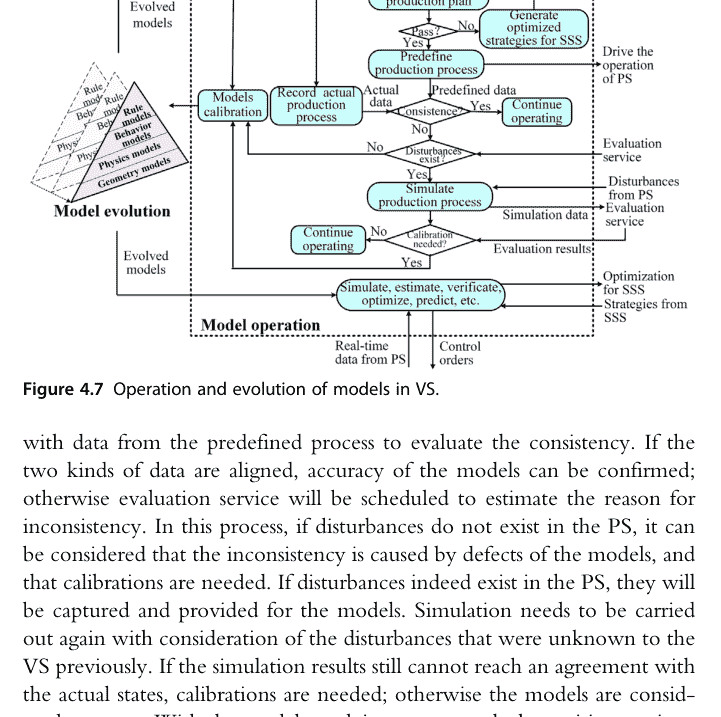 Evolved
models
production plan
Pass?
No
Generate
optimized
strategies for SSS
Yes
Predefine
production process
Drive the
operation
of PS
Models
calibration
Record actual
production
process
Actual
data
Predefined data
Consistence?
Yes
Continue
operating
No
Rule
Rule
Rule
models
Behavior
models
Physics models
Geometry models
Phys
Phys
Model evolution
No
Disturbances
exist?
Evaluation
service
Yes
Simulate
production process
Disturbances
from PS
Simulation data
Evaluation
service
Continue
operating
No
Calibration
needed?
Evaluation results
Yes
Evolved
models
Simulate, estimate, verificate,
optimize, predict, etc.
Optimization
for SSS
Strategies from
SSS
Model operation
Real-time
data from PS
Control
orders
Figure 4.7 Operation and evolution of models in VS.
with data from the predefined process to evaluate the consistency. If the
two kinds of data are aligned, accuracy of the models can be confirmed;
otherwise evaluation service will be scheduled to estimate the reason for
inconsistency. In this process, if disturbances do not exist in the PS, it can
be considered that the inconsistency is caused by defects of the models, and
that calibrations are needed. If disturbances indeed exist in the PS, they will
be captured and provided for the models. Simulation needs to be carried
out again with consideration of the disturbances that were unknown to the
VS previously. If the simulation results still cannot reach an agreement with
the actual states, calibrations are needed; otherwise the models are consid-